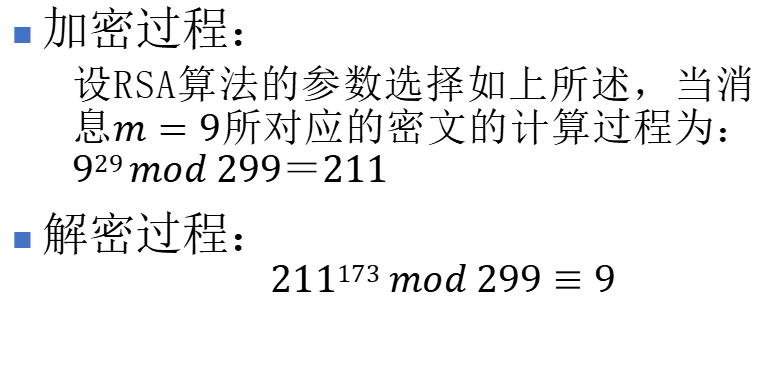 加密过程：
设RSA算法的参数选择如上所述，当消
息m = 9所对应的密文的计算过程为：
9²⁹ mod 299＝211
解密过程：
211¹⁷³ mod 299 ≡ 9